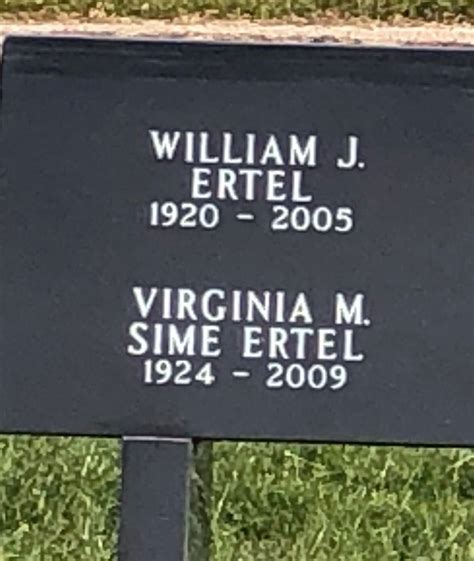 WILLIAM J.
ERTEL
1920 - 2005
VIRGINIA M.
SIME ERTEL
1924 - 2009